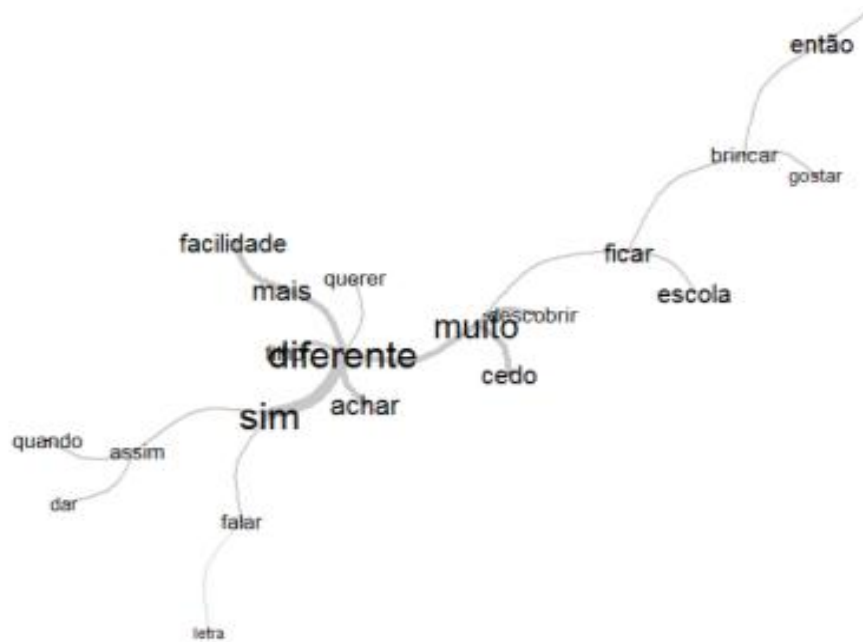 então
brincar
gostar
facilidade
ficar
querer
mais
escola
descobrir
muito
diferente
cedo
achar
sim
quando
assim
dar
falar
letra